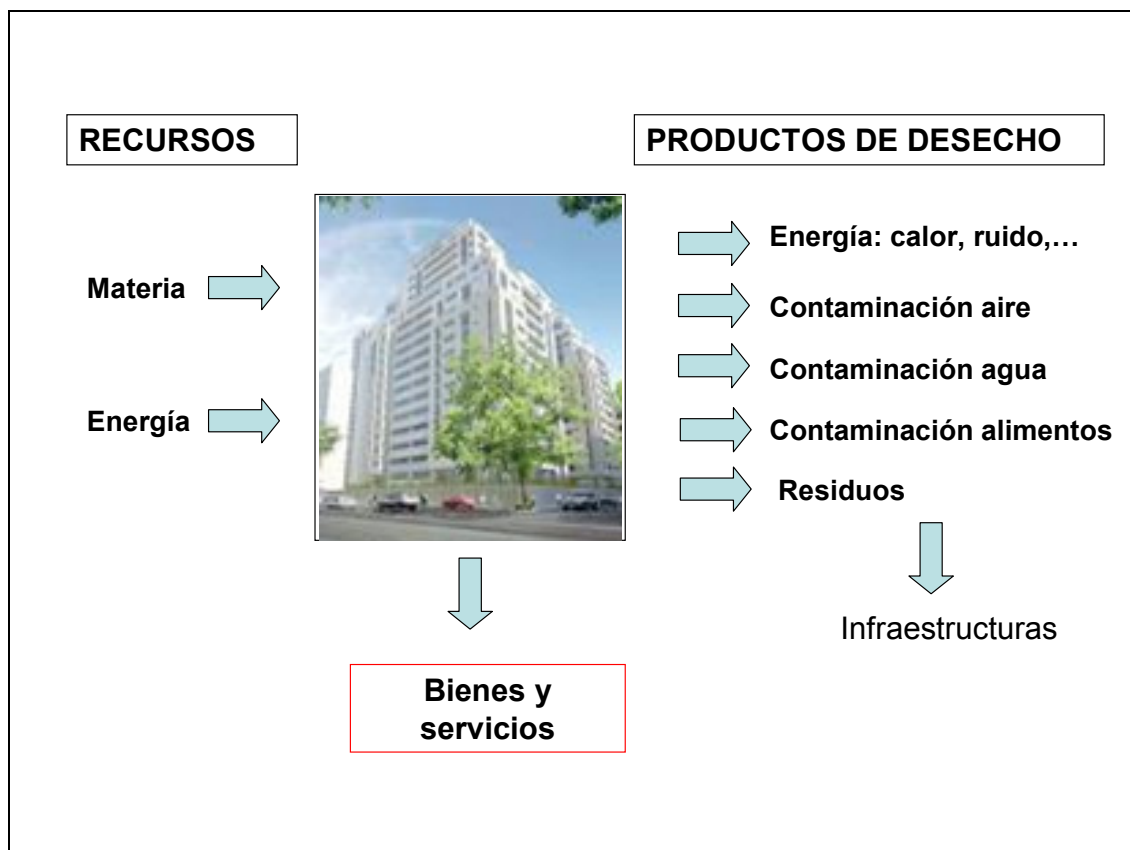 RECURSOS
PRODUCTOS DE DESECHO
Materia
Energía
Energía: calor, ruido,…
Contaminación aire
Contaminación agua
Contaminación alimentos
Residuos
Infraestructuras
Bienes y
servicios